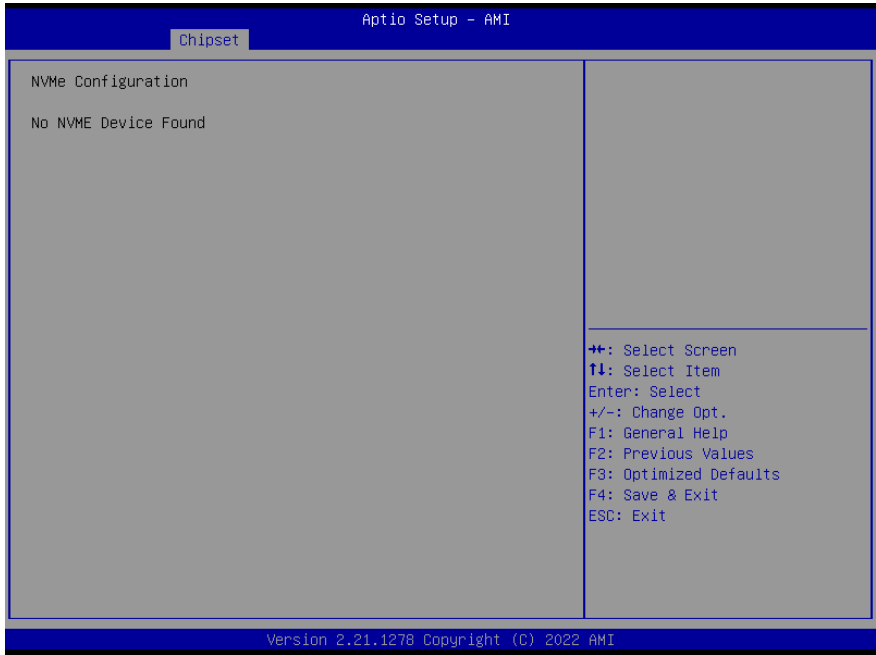 Aptio Setup – AMI
Chipset
NVMe Configuration
No NVME Device Found
→←: Select Screen
↑↓: Select Item
Enter: Select
+/-: Change Opt.
F1: General Help
F2: Previous Values
F3: Optimized Defaults
F4: Save & Exit
ESC: Exit
Version 2.21.1278 Copyright (C) 2022 AMI